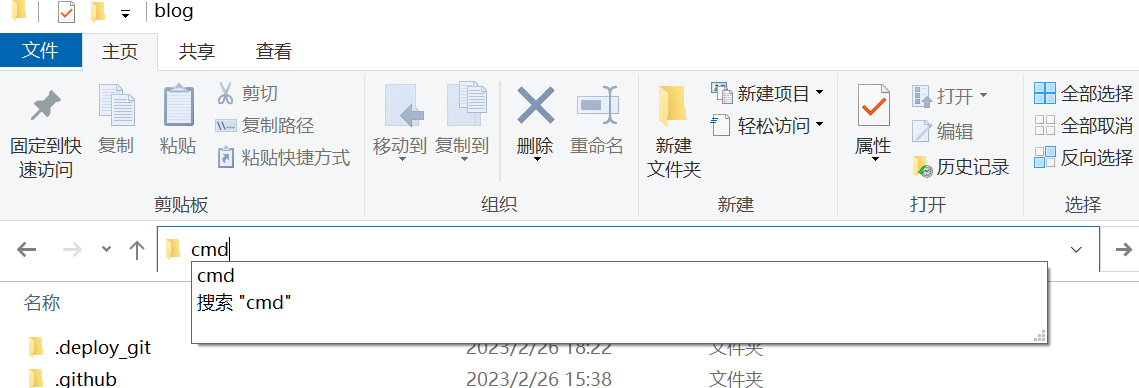 blog
文件 主页 共享 查看
固定到快
速访问
复制
粘贴
剪切
复制路径
粘贴快捷方式
剪贴板
移动到
复制到
删除
重命名
组织
新建
文件夹
新建项目
轻松访问
新建
属性
打开
编辑
历史记录
打开
全部选择
全部取消
反向选择
选择
cmd
cmd
搜索 "cmd"
名称
.deploy_git 2023/2/26 18:22 文件夹
.github 2023/2/26 15:38 文件夹